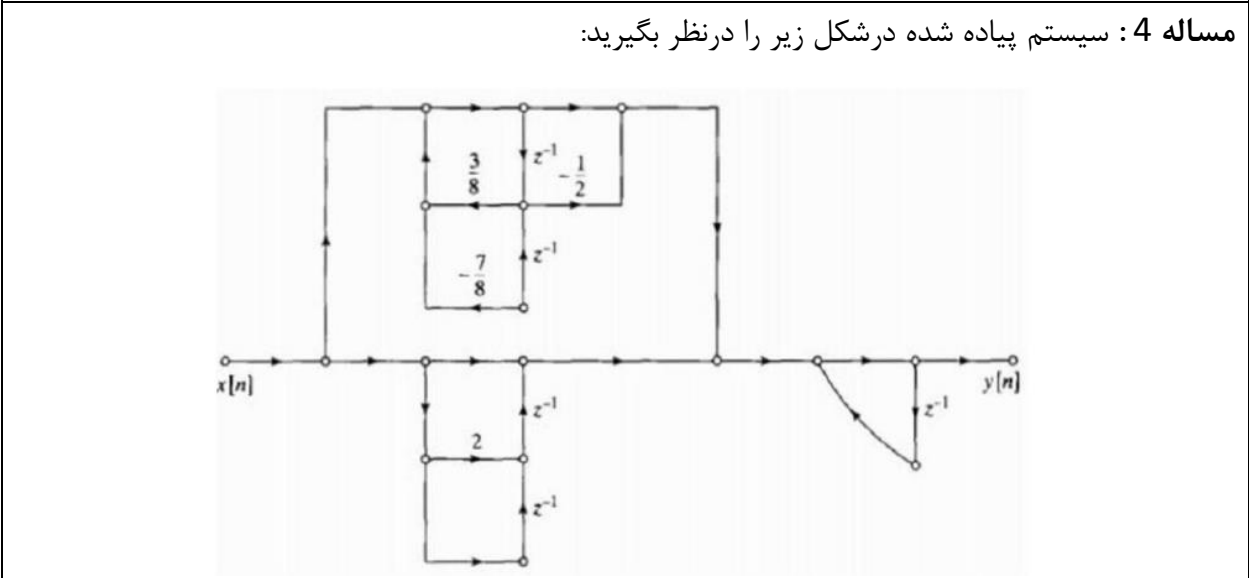 مساله 4 : سیستم پیاده شده درشکل زیر را درنظر بگیرید:
3/8
z⁻¹
-1/2
z⁻¹
-7/8
x[n]
y[n]
z⁻¹
z⁻¹
2
z⁻¹